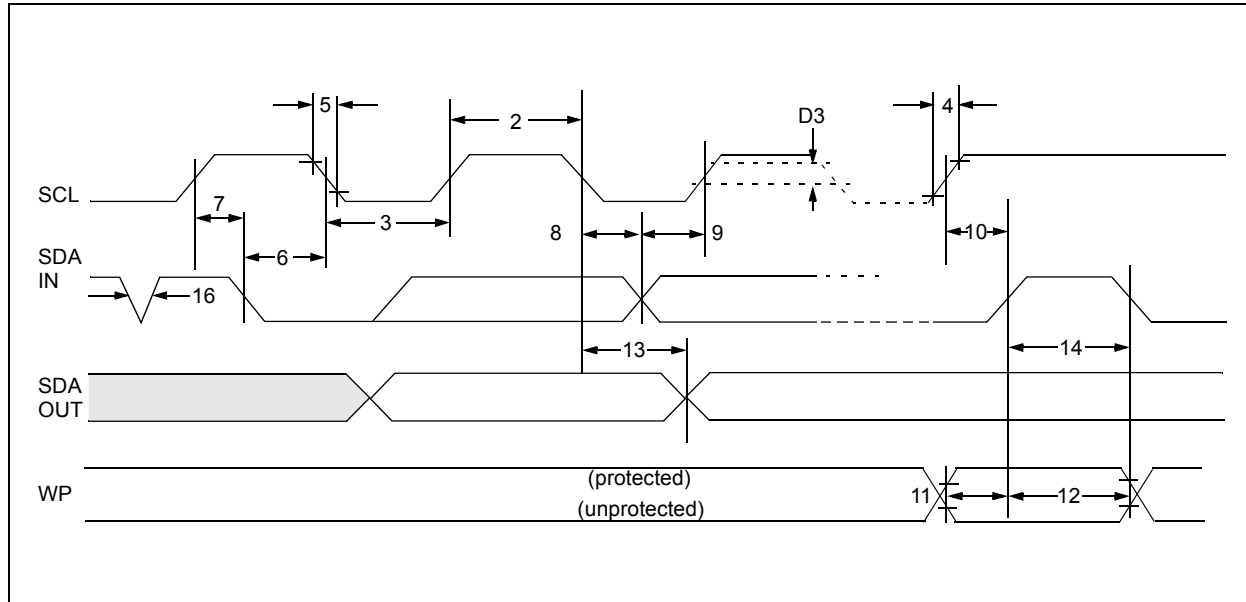 5
2
D3
4
SCL
7
3
8
9
10
SDA
IN
6
16
13
14
SDA
OUT
WP
(protected)
(unprotected)
11
12